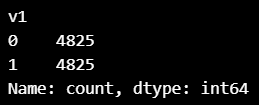 v1
0    4825
1    4825
Name: count, dtype: int64